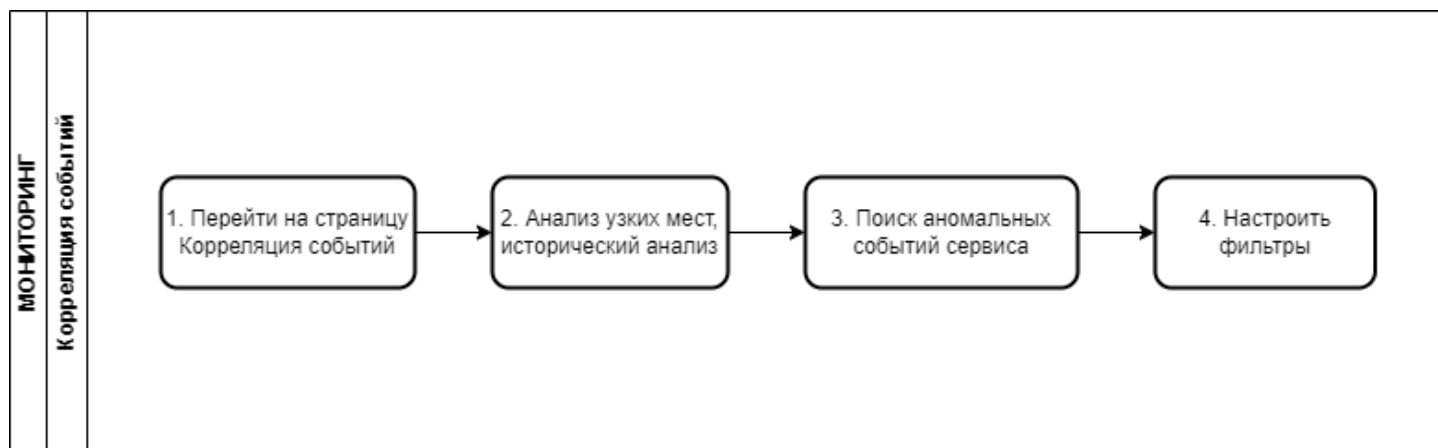 МОНИТОРИНГ
Корреляция событий
1. Перейти на страницу
Корреляция событий
2. Анализ узких мест,
исторический анализ
3. Поиск аномальных
событий сервиса
4. Настроить
фильтры